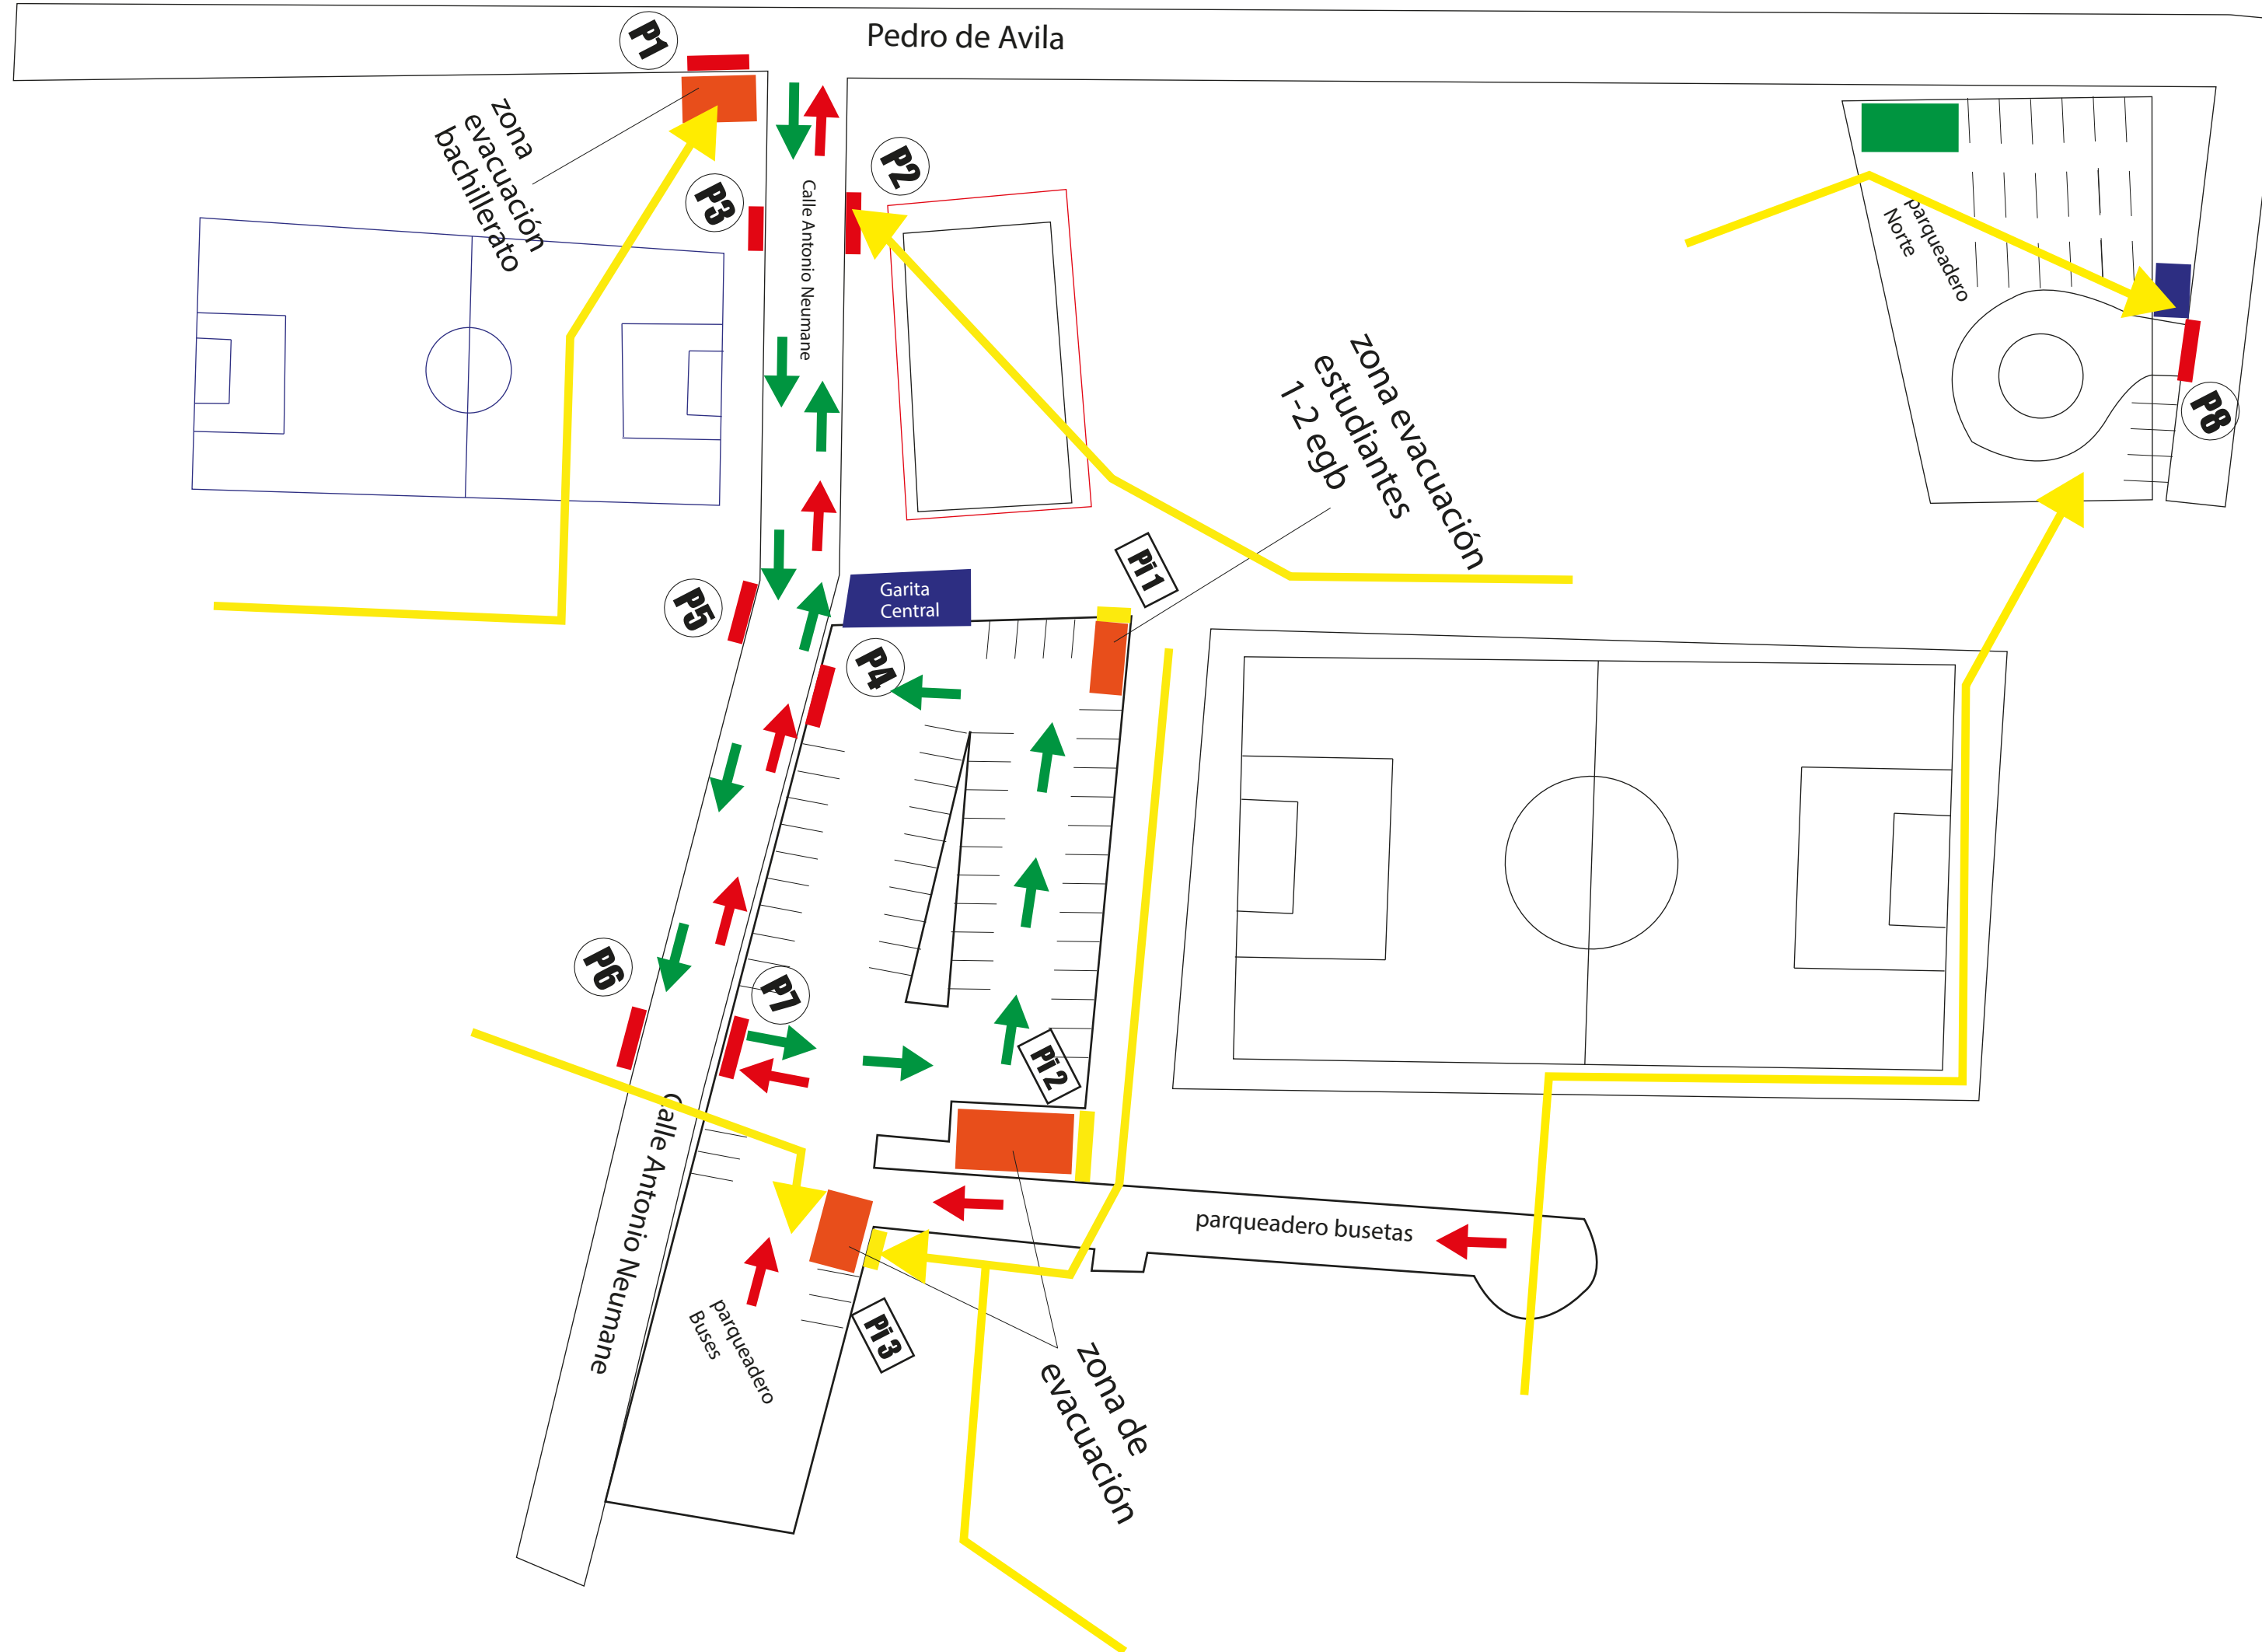 Pedro de Avila
P1
zona
evacuación
bachillerato
P3
P2
Calle Antonio Neumane
parqueadero
Norte
P8
zona evacuación
estudiantes
1-2 egb
Pi1
Garita
Central
P5
P4
P6
P7
Pi2
Calle Antonio Neumane
parqueadero busetas
parqueadero
Buses
Pi3
zona de
evacuación